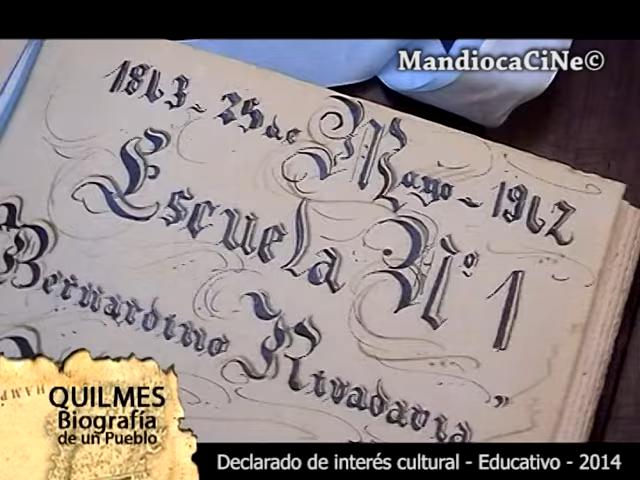 MandiocaCiNe©
1863 - 25 de Mayo - 1962
Escuela Nº 1
Bernardino Rivadavia"
QUILMES
Biografía
de un Pueblo
Declarado de interés cultural - Educativo - 2014